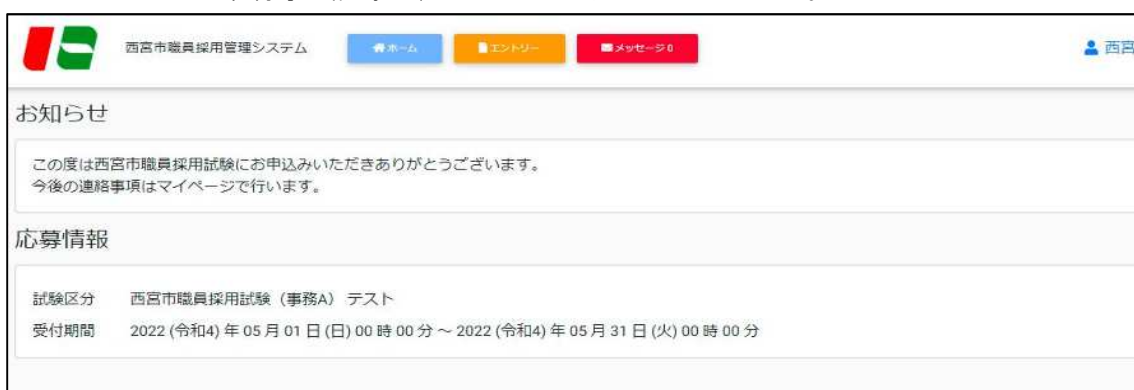 西宮市職員採用管理システム ホーム エントリー メッセージ 0 西宮
お知らせ
この度は西宮市職員採用試験にお申込みいただきありがとうございます。
今後の連絡事項はマイページで行います。
応募情報
試験区分 西宮市職員採用試験（事務A） テスト
受付期間 2022 (令和4) 年 05 月 01 日 (日) 00 時 00 分 ~ 2022 (令和4) 年 05 月 31 日 (火) 00 時 00 分